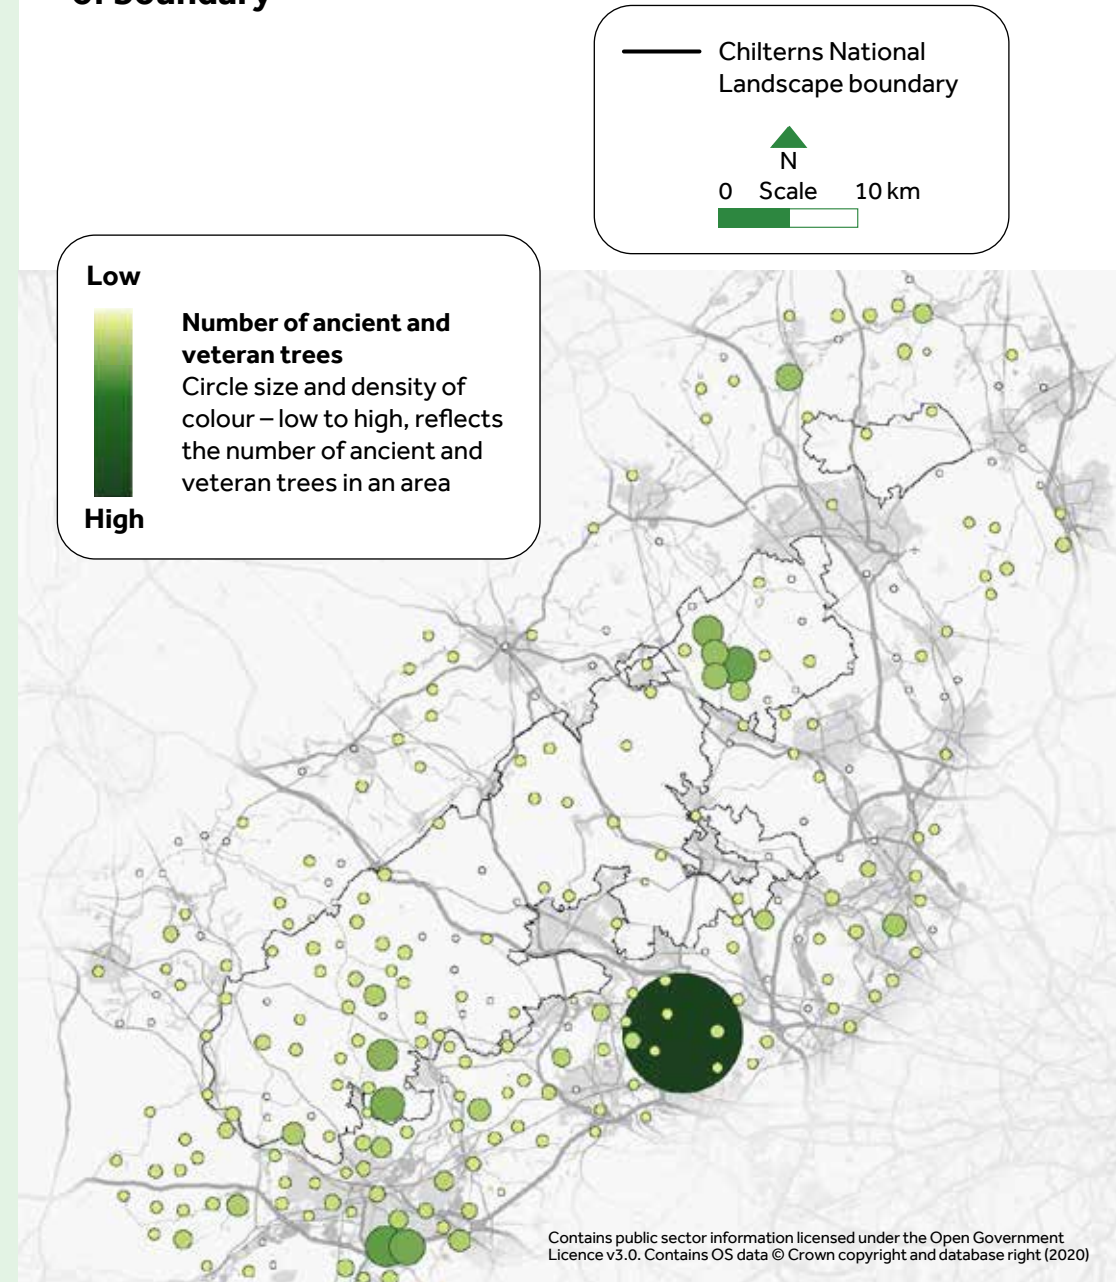 of boundary
Chilterns National
Landscape boundary
N
0 Scale 10 km
Low
Number of ancient and
veteran trees
Circle size and density of
colour – low to high, reflects
the number of ancient and
veteran trees in an area
High
Contains public sector information licensed under the Open Government
Licence v3.0. Contains OS data © Crown copyright and database right (2020)